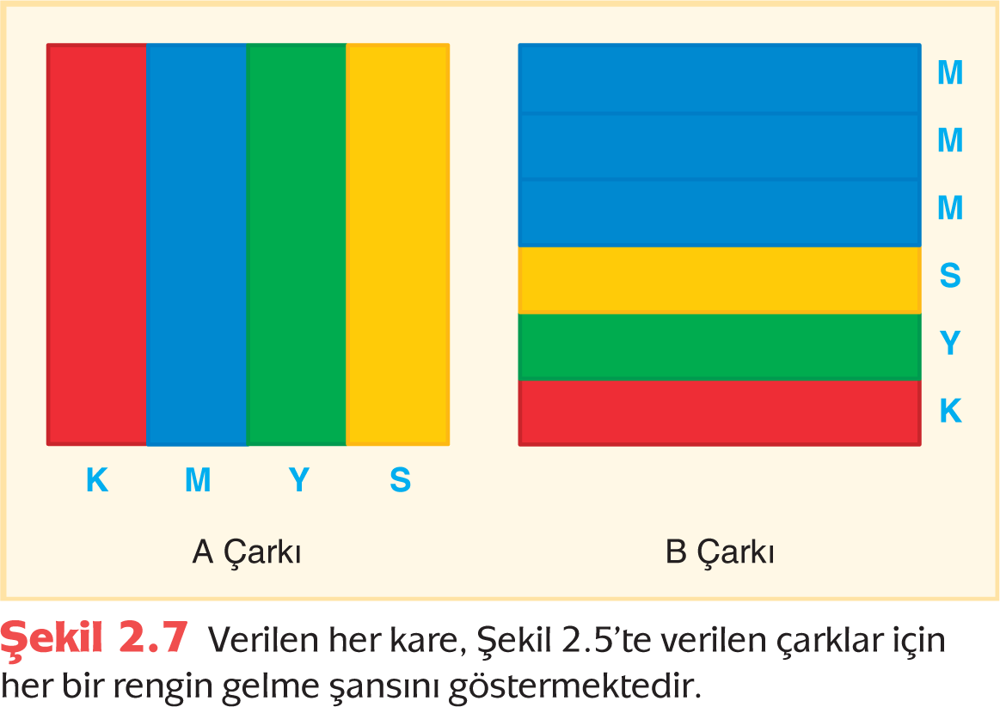 M
M
M
S
Y
K
K M Y S
A Çarkı B Çarkı
Şekil 2.7 Verilen her kare, Şekil 2.5’te verilen çarklar için
her bir rengin gelme şansını göstermektedir.